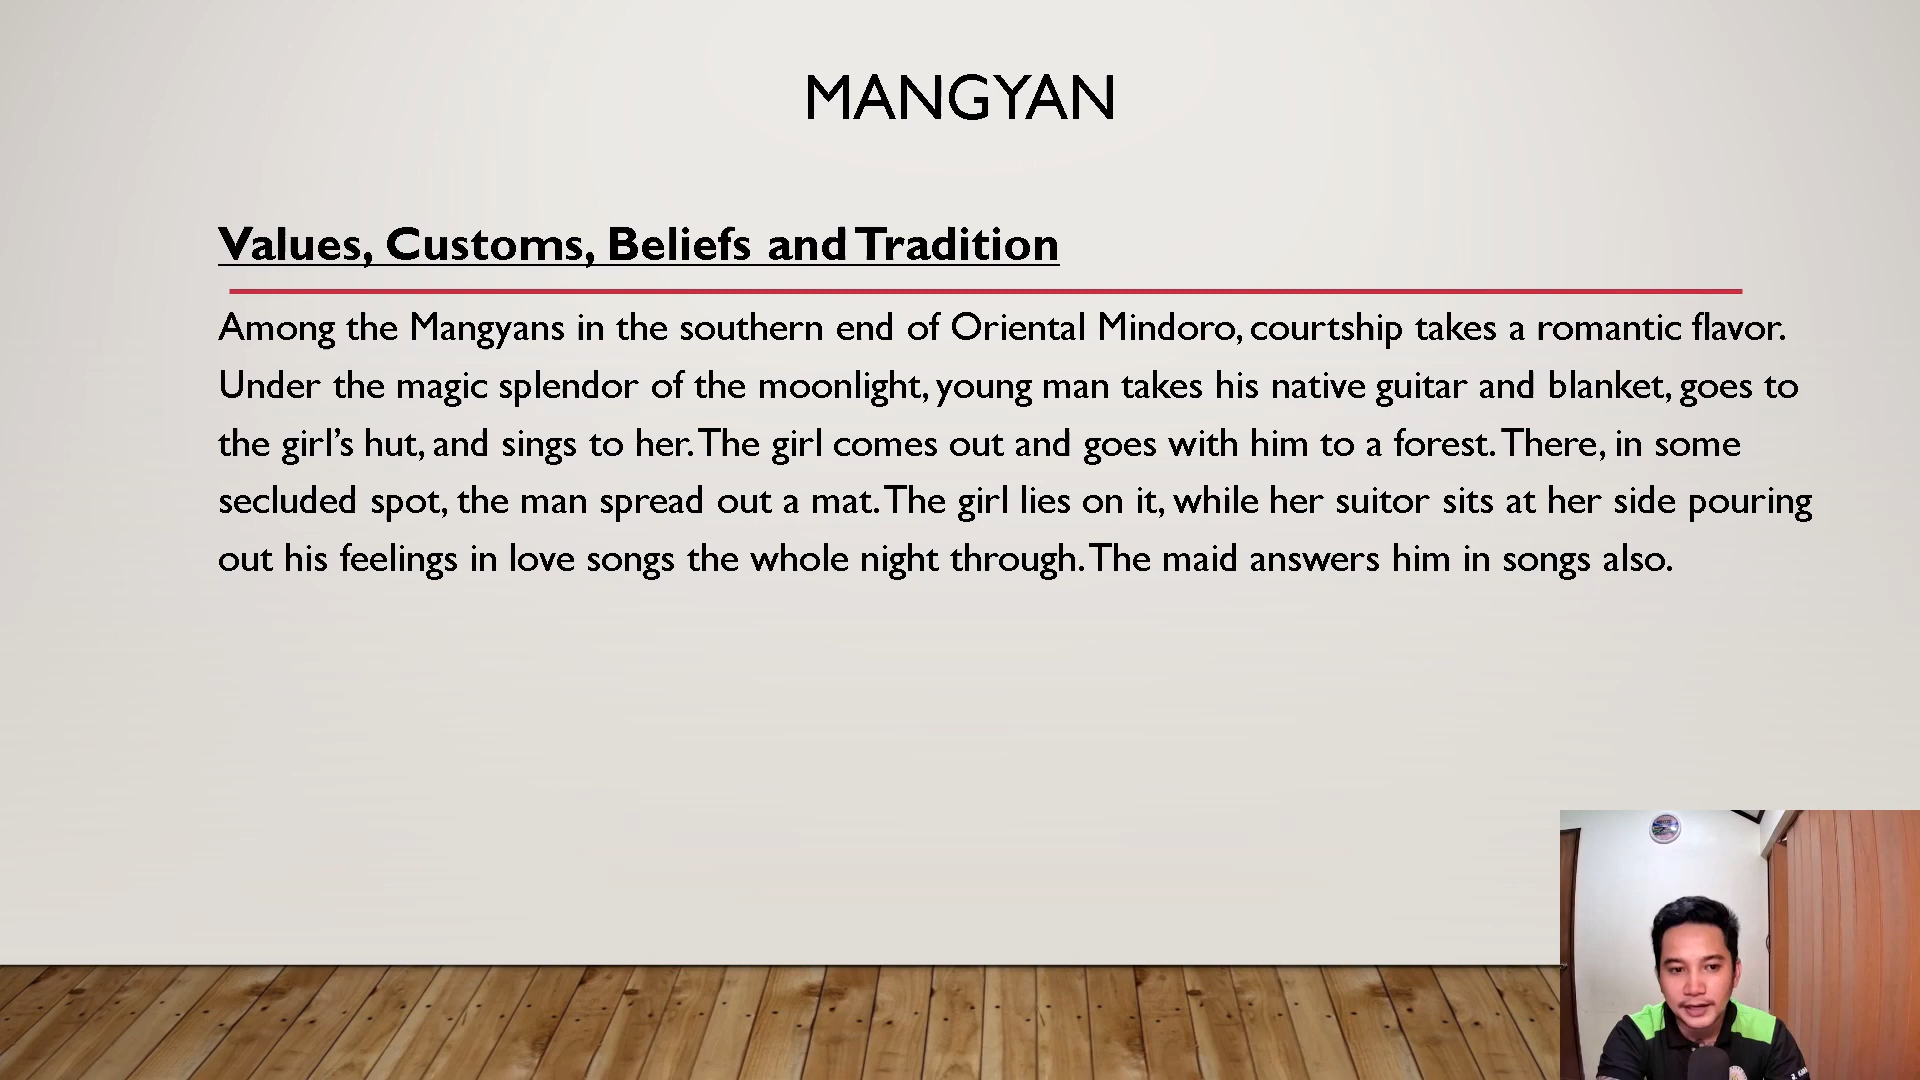 MANGYAN
Values, Customs, Beliefs and Tradition
Among the Mangyans in the southern end of Oriental Mindoro, courtship takes a romantic flavor.
Under the magic splendor of the moonlight, young man takes his native guitar and blanket, goes to
the girl’s hut, and sings to her. The girl comes out and goes with him to a forest. There, in some
secluded spot, the man spread out a mat. The girl lies on it, while her suitor sits at her side pouring
out his feelings in love songs the whole night through. The maid answers him in songs also.